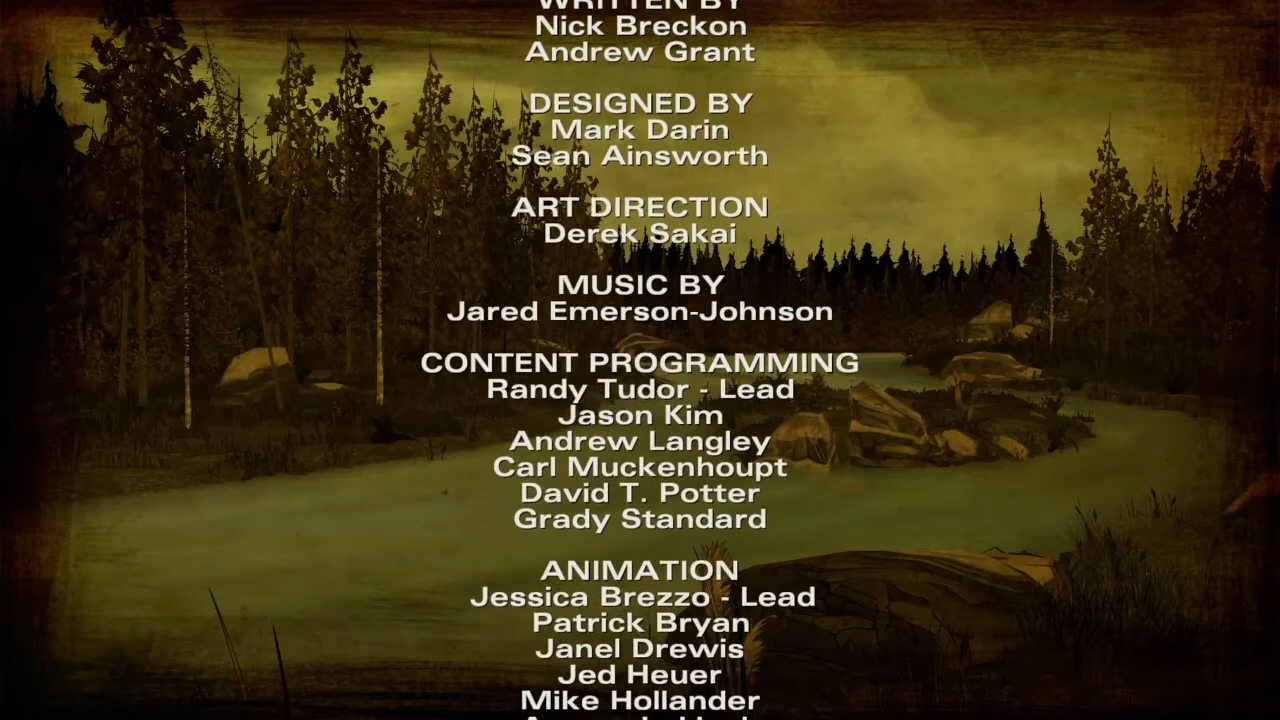 WRITTEN BY
Nick Breckon
Andrew Grant
DESIGNED BY
Mark Darin
Sean Ainsworth
ART DIRECTION
Derek Sakai
MUSIC BY
Jared Emerson-Johnson
CONTENT PROGRAMMING
Randy Tudor - Lead
Jason Kim
Andrew Langley
Carl Muckenhoupt
David T. Potter
Grady Standard
ANIMATION
Jessica Brezzo - Lead
Patrick Bryan
Janel Drewis
Jed Heuer
Mike Hollander